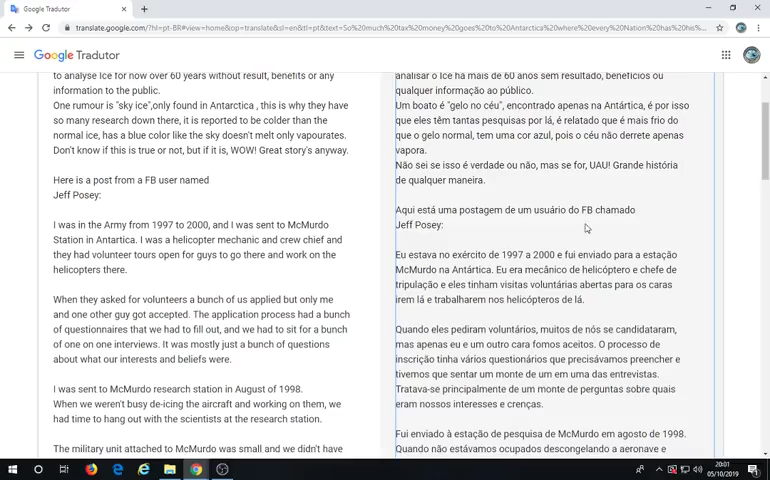 Google Tradutor
translate.google.com/?hl=pt-BR#view=home&op=translate&sl=en&tl=pt&text=So%20much%20tax%20money%20goes%20to%20Antarctica%20where%20every%20Nation%20has%20his%...
Google Tradutor
to analyse Ice for now over 60 years without result, benefits or any
information to the public.
One rumour is "sky ice",only found in Antarctica , this is why they have
so many research down there, it is reported to be colder than the
normal ice, has a blue color like the sky doesn't melt only vapourates.
Don't know if this is true or not, but if it is, WOW! Great story's anyway.
Here is a post from a FB user named
Jeff Posey:
I was in the Army from 1997 to 2000, and I was sent to McMurdo
Station in Antartica. I was a helicopter mechanic and crew chief and
they had volunteer tours open for guys to go there and work on the
helicopters there.
When they asked for volunteers a bunch of us applied but only me
and one other guy got accepted. The application process had a bunch
of questionnaires that we had to fill out, and we had to sit for a bunch
of one on one interviews. It was mostly just a bunch of questions
about what our interests and beliefs were.
I was sent to McMurdo research station in August of 1998.
When we weren't busy de-icing the aircraft and working on them, we
had time to hang out with the scientists at the research station.
The military unit attached to McMurdo was small and we didn't have
analisar o Ice há mais de 60 anos sem resultado, benefícios ou
qualquer informação ao público.
Um boato é "gelo no céu", encontrado apenas na Antártica, é por isso
que eles têm tantas pesquisas por lá, é relatado que é mais frio do
que o gelo normal, tem uma cor azul, pois o céu não derrete apenas
vapora.
Não sei se isso é verdade ou não, mas se for, UAU! Grande história
de qualquer maneira.
Aqui está uma postagem de um usuário do FB chamado
Jeff Posey:
Eu estava no exército de 1997 a 2000 e fui enviado para a estação
McMurdo na Antártica. Eu era mecânico de helicóptero e chefe de
tripulação e eles tinham visitas voluntárias abertas para os caras
irem lá e trabalharem nos helicópteros de lá.
Quando eles pediram voluntários, muitos de nós se candidataram,
mas apenas eu e um outro cara fomos aceitos. O processo de
inscrição tinha vários questionários que precisávamos preencher e
tivemos que sentar um monte de um em uma das entrevistas.
Tratava-se principalmente de um monte de perguntas sobre quais
eram nossos interesses e crenças.
Fui enviado à estação de pesquisa de McMurdo em agosto de 1998.
Quando não estávamos ocupados descongelando a aeronave e
20:01
05/10/2019